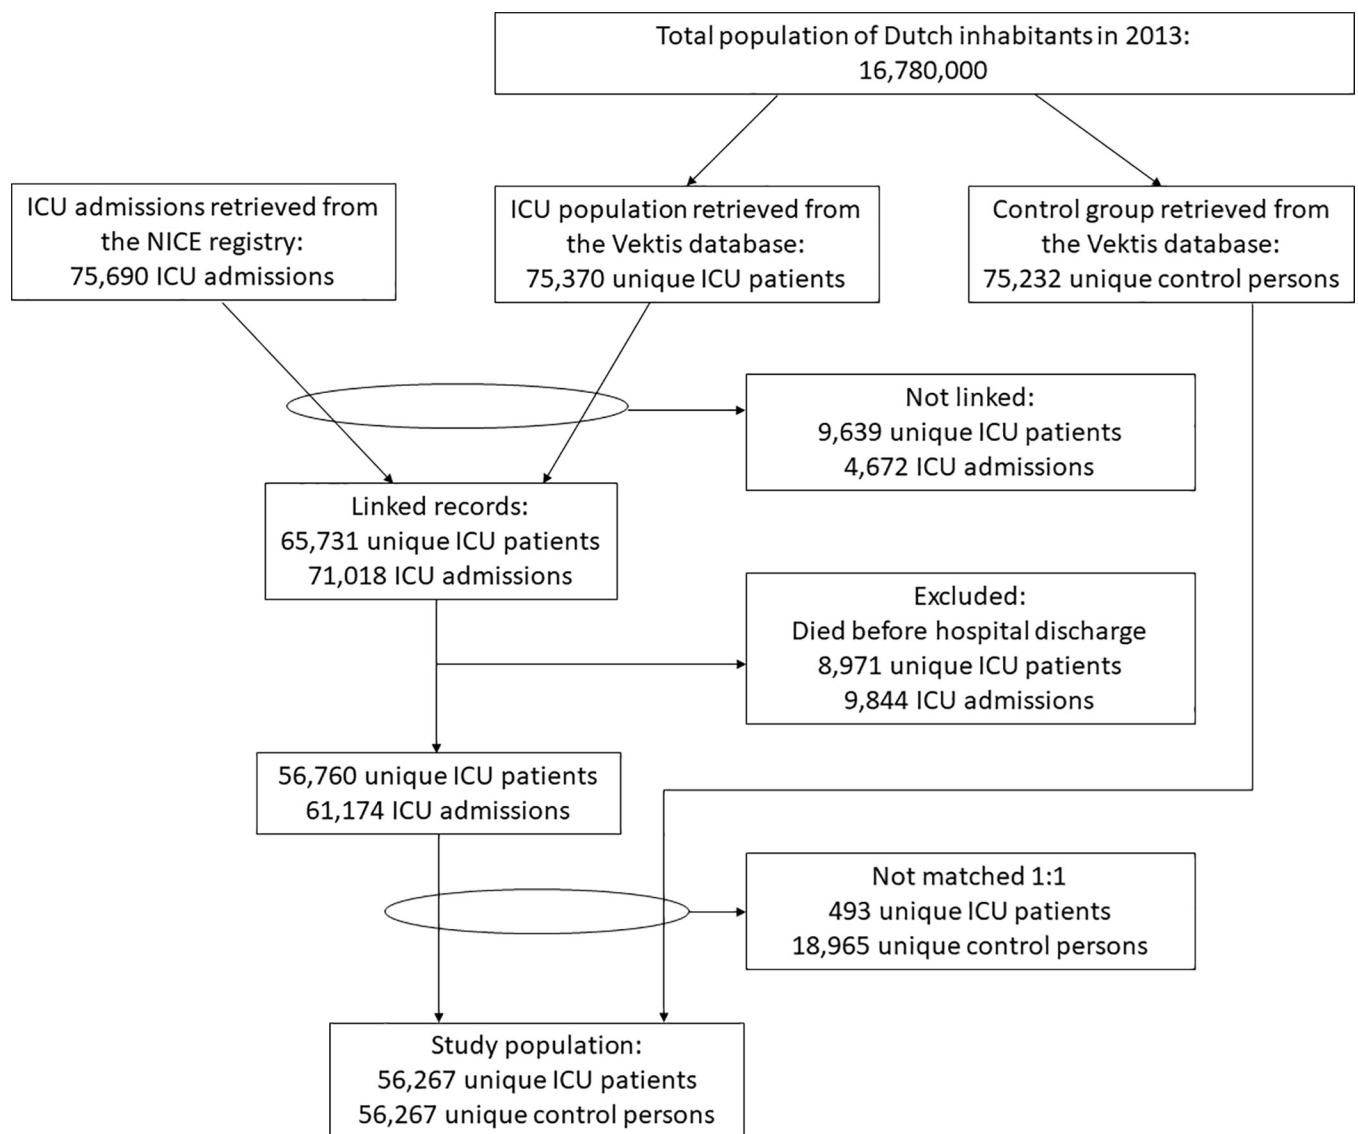 Total population of Dutch inhabitants in 2013:
16,780,000
ICU admissions retrieved from
the NICE registry:
75,690 ICU admissions
ICU population retrieved from
the Vektis database:
75,370 unique ICU patients
Control group retrieved from
the Vektis database:
75,232 unique control persons
Not linked:
9,639 unique ICU patients
4,672 ICU admissions
Linked records:
65,731 unique ICU patients
71,018 ICU admissions
Excluded:
Died before hospital discharge
8,971 unique ICU patients
9,844 ICU admissions
56,760 unique ICU patients
61,174 ICU admissions
Not matched 1:1
493 unique ICU patients
18,965 unique control persons
Study population:
56,267 unique ICU patients
56,267 unique control persons